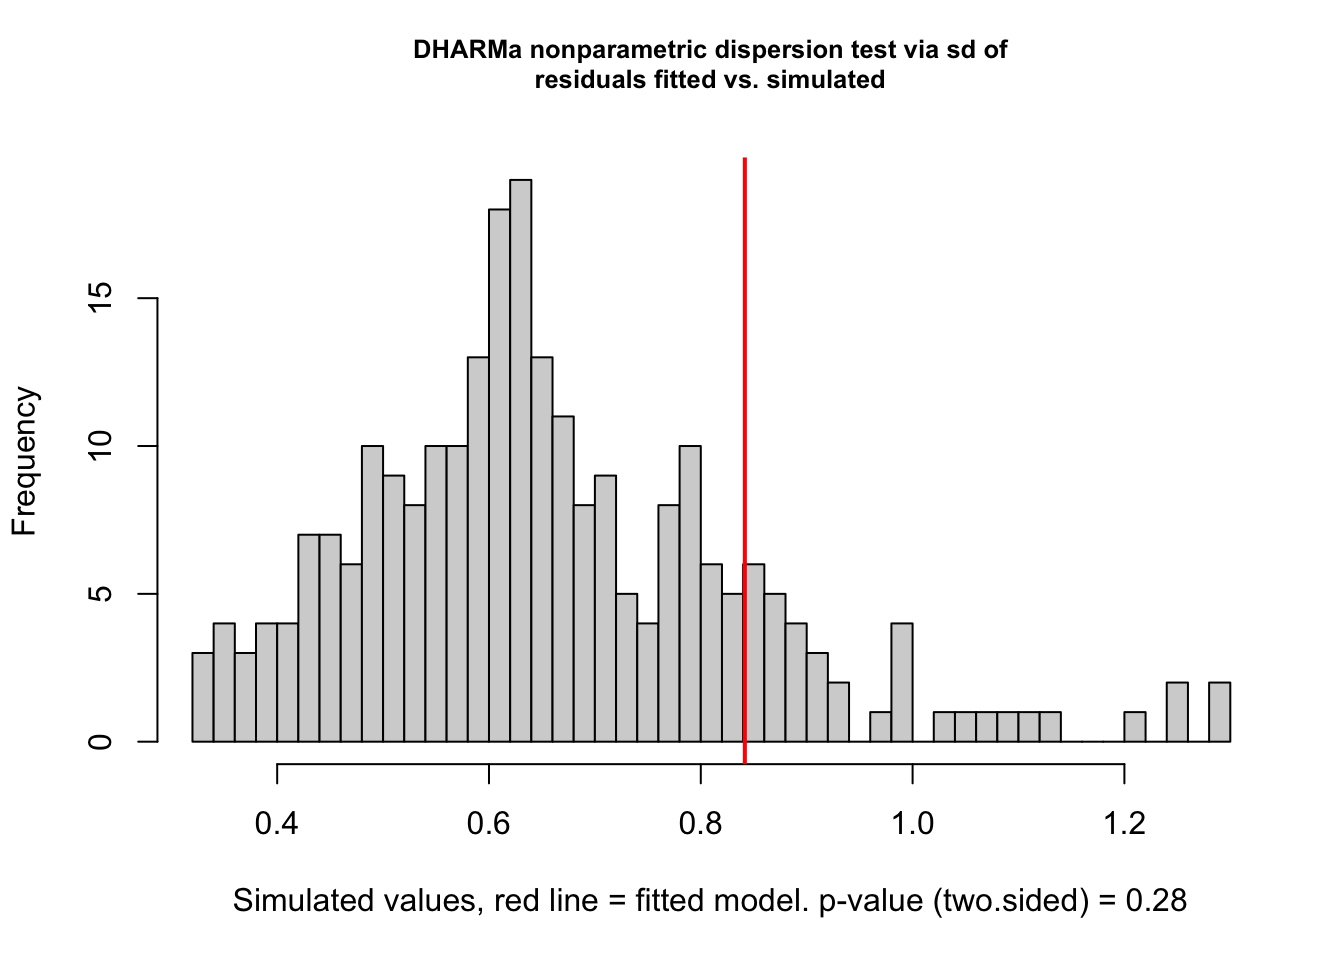 DHARMa nonparametric dispersion test via sd of
residuals fitted vs. simulated
Frequency
15
10
5
0
0.4 0.6 0.8 1.0 1.2
Simulated values, red line = fitted model. p-value (two.sided) = 0.28